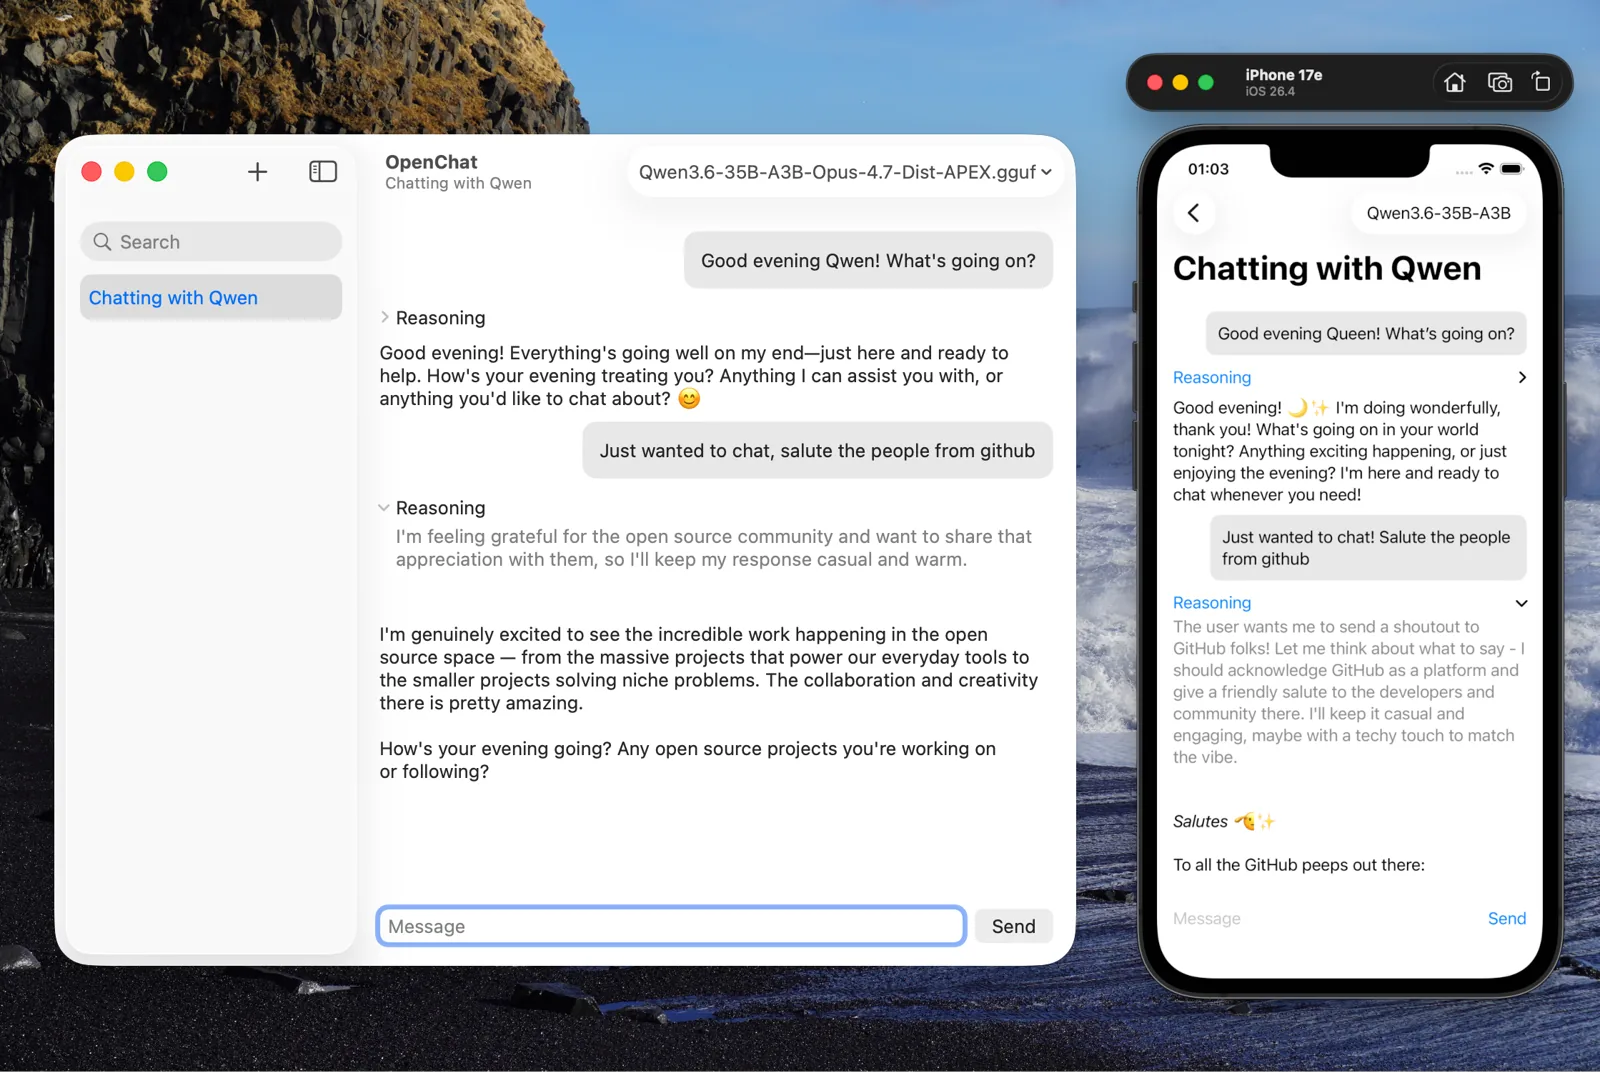 OpenChat
Chatting with Qwen
Qwen3.6-35B-A3B-Opus-4.7-Dist-APEX.gguf
Search
Chatting with Qwen
Good evening Qwen! What's going on?
Reasoning
Good evening! Everything's going well on my end—just here and ready to
help. How's your evening treating you? Anything I can assist you with, or
anything you'd like to chat about? 😊
Just wanted to chat, salute the people from github
Reasoning
I'm feeling grateful for the open source community and want to share that
appreciation with them, so I'll keep my response casual and warm.
I'm genuinely excited to see the incredible work happening in the open
source space — from the massive projects that power our everyday tools to
the smaller projects solving niche problems. The collaboration and creativity
there is pretty amazing.
How's your evening going? Any open source projects you're working on
or following?
Message
Send
iPhone 17e
iOS 26.4
01:03
Qwen3.6-35B-A3B
Chatting with Qwen
Good evening Queen! What’s going on?
Reasoning
Good evening! 🌙✨ I'm doing wonderfully,
thank you! What's going on in your world
tonight? Anything exciting happening, or just
enjoying the evening? I'm here and ready to
chat whenever you need!
Just wanted to chat! Salute the people
from github
Reasoning
The user wants me to send a shoutout to
GitHub folks! Let me think about what to say - I
should acknowledge GitHub as a platform and
give a friendly salute to the developers and
community there. I'll keep it casual and
engaging, maybe with a techy touch to match
the vibe.
Salutes 🫡✨
To all the GitHub peeps out there:
Message
Send